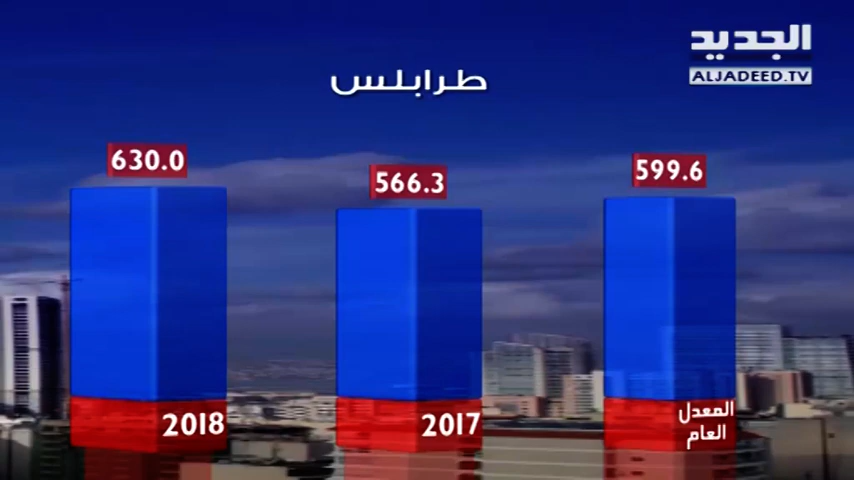 الجديد
ALJADEED.TV
طرابلس
599.6
566.3
630.0
المعدل
العام
2017
2018